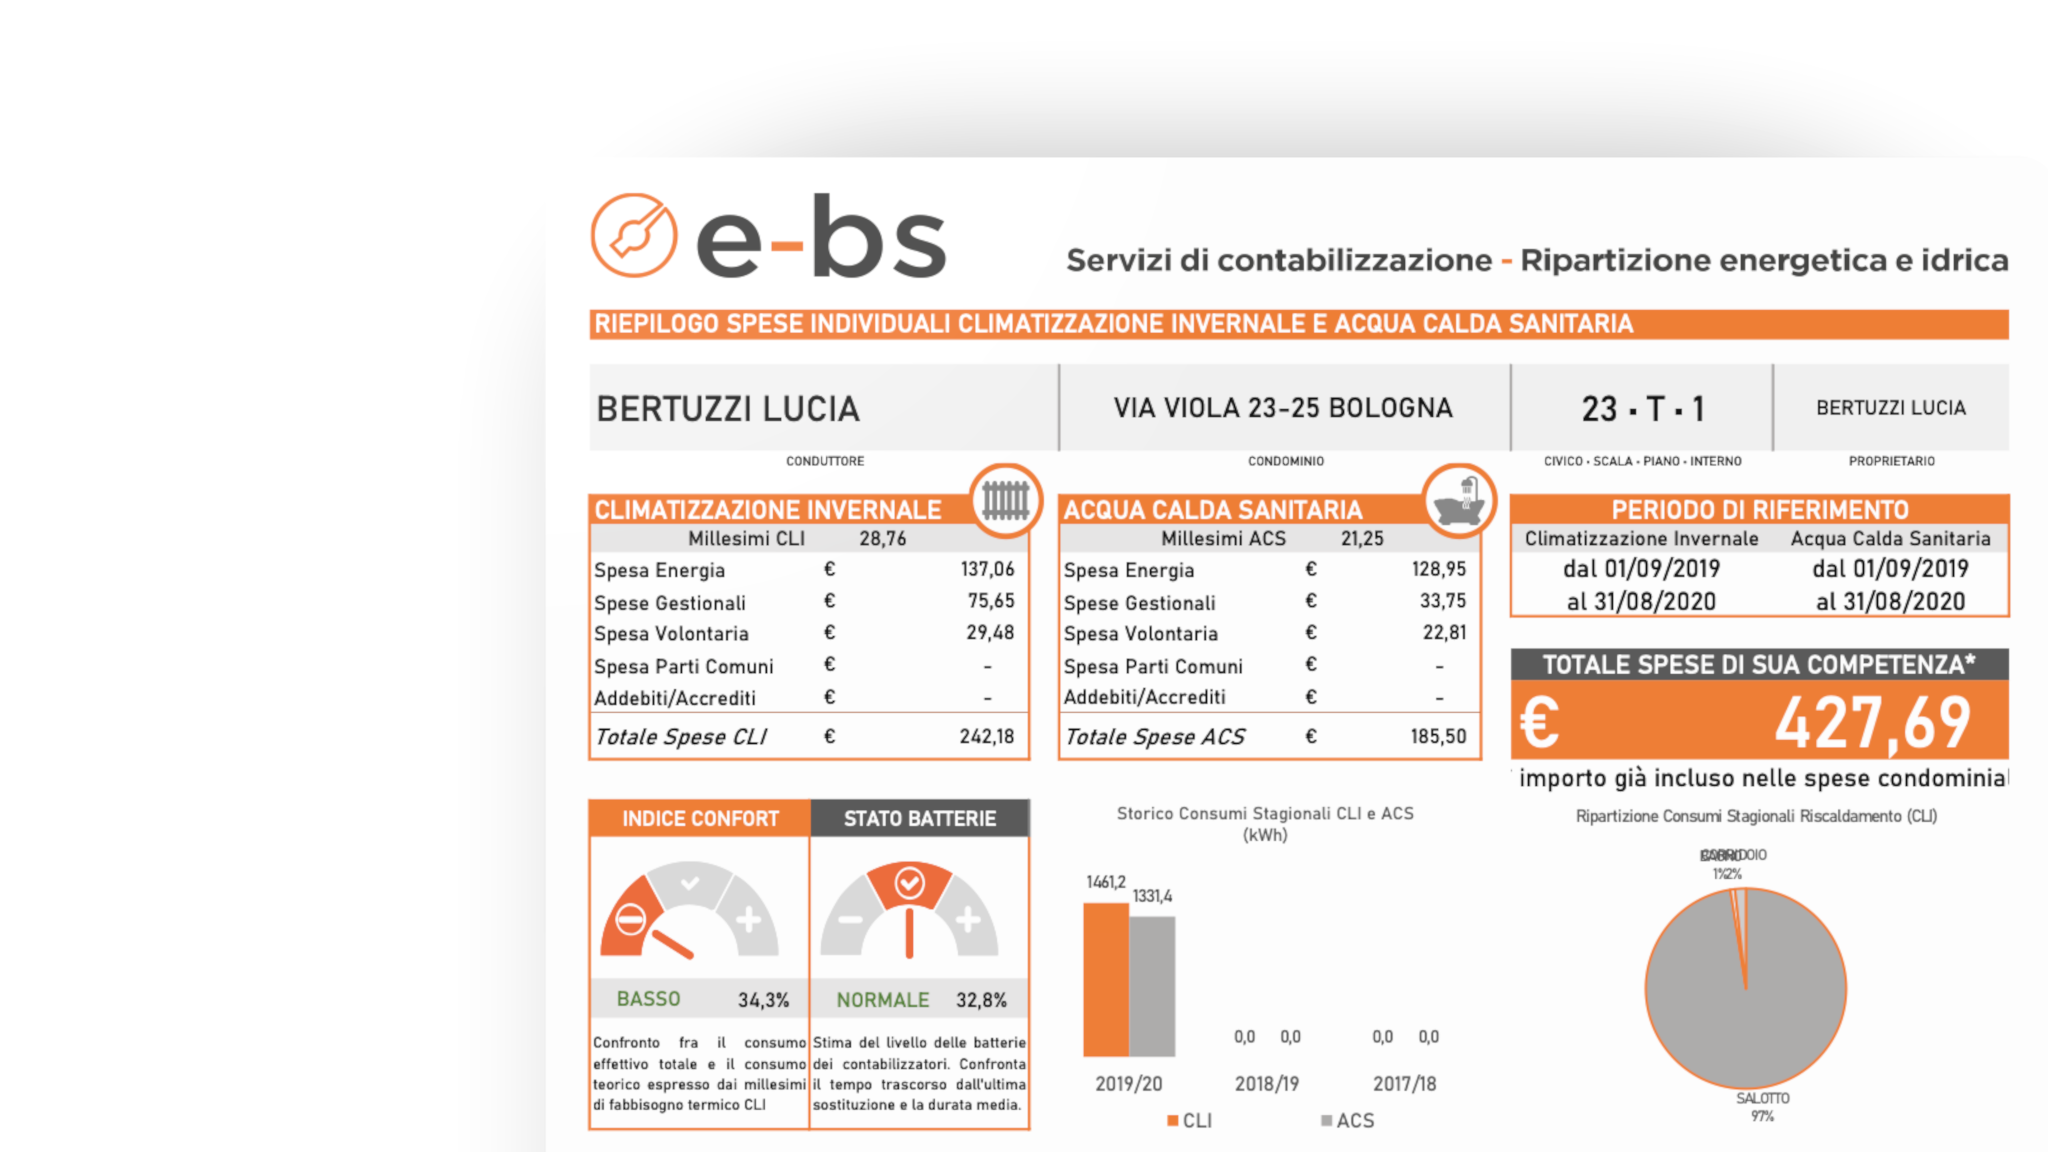 e-bs
Servizi di contabilizzazione - Ripartizione energetica e idrica
RIEPILOGO SPESE INDIVIDUALI CLIMATIZZAZIONE INVERNALE E ACQUA CALDA SANITARIA
BERTUZZI LUCIA
CONDUTTORE
VIA VIOLA 23-25 BOLOGNA
CONDOMINIO
23 · T · 1
CIVICO · SCALA · PIANO · INTERNO
BERTUZZI LUCIA
PROPRIETARIO
CLIMATIZZAZIONE INVERNALE
Millesimi CLI 28,76
Spesa Energia € 137,06
Spese Gestionali € 75,65
Spesa Volontaria € 29,48
Spesa Parti Comuni € -
Addebiti/Accrediti € -
Totale Spese CLI € 242,18
ACQUA CALDA SANITARIA
Millesimi ACS 21,25
Spesa Energia € 128,95
Spese Gestionali € 33,75
Spesa Volontaria € 22,81
Spesa Parti Comuni € -
Addebiti/Accrediti € -
Totale Spese ACS € 185,50
PERIODO DI RIFERIMENTO
Climatizzazione Invernale Acqua Calda Sanitaria
dal 01/09/2019 dal 01/09/2019
al 31/08/2020 al 31/08/2020
TOTALE SPESE DI SUA COMPETENZA*
€ 427,69
importo già incluso nelle spese condominial
INDICE CONFORT
BASSO 34,3%
Confronto fra il consumo
effettivo totale e il consumo
teorico espresso dai millesimi
di fabbisogno termico CLI
STATO BATTERIE
NORMALE 32,8%
Stima del livello delle batterie
dei contabilizzatori. Confronta
il tempo trascorso dall'ultima
sostituzione e la durata media.
Storico Consumi Stagionali CLI e ACS
(kWh)
1461,2 1331,4
0,0 0,0 0,0 0,0
2019/20 2018/19 2017/18
CLI ACS
Ripartizione Consumi Stagionali Riscaldamento (CLI)
CORRIDOIO
1% 2%
SALOTTO
97%